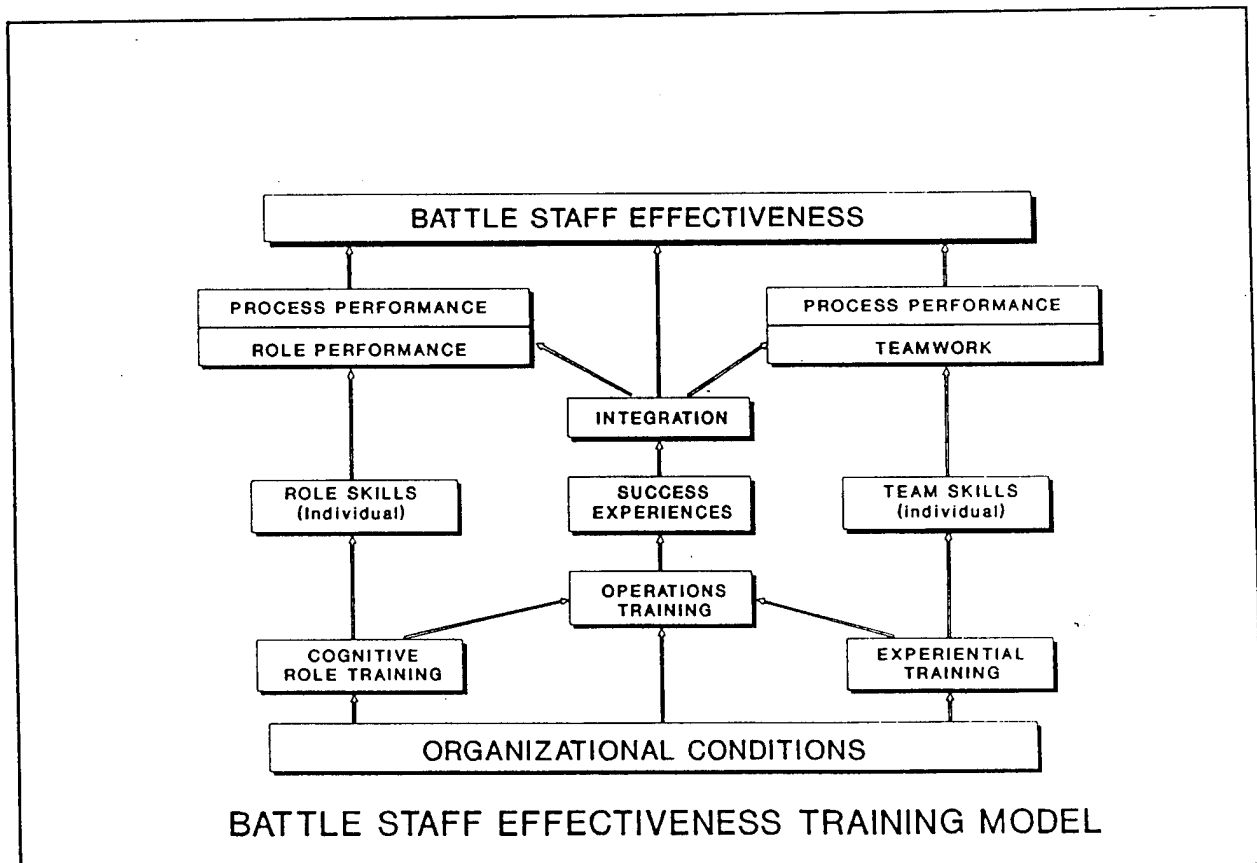 BATTLE STAFF EFFECTIVENESS
PROCESS PERFORMANCE
ROLE PERFORMANCE
PROCESS PERFORMANCE
TEAMWORK
INTEGRATION
ROLE SKILLS
(Individual)
SUCCESS
EXPERIENCES
TEAM SKILLS
(individual)
OPERATIONS
TRAINING
COGNITIVE
ROLE TRAINING
EXPERIENTIAL
TRAINING
ORGANIZATIONAL CONDITIONS
BATTLE STAFF EFFECTIVENESS TRAINING MODEL